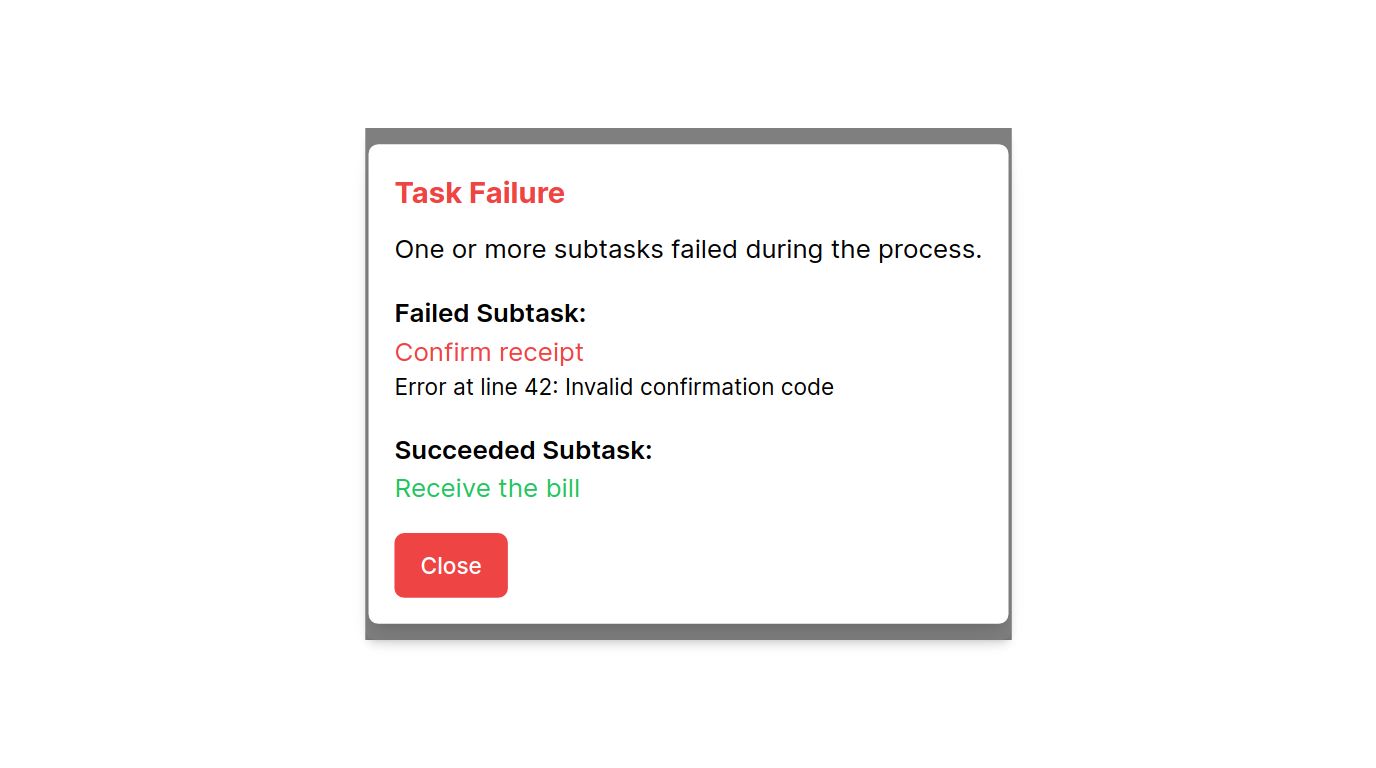 Task Failure
One or more subtasks failed during the process.
Failed Subtask:
Confirm receipt
Error at line 42: Invalid confirmation code
Succeeded Subtask:
Receive the bill
Close